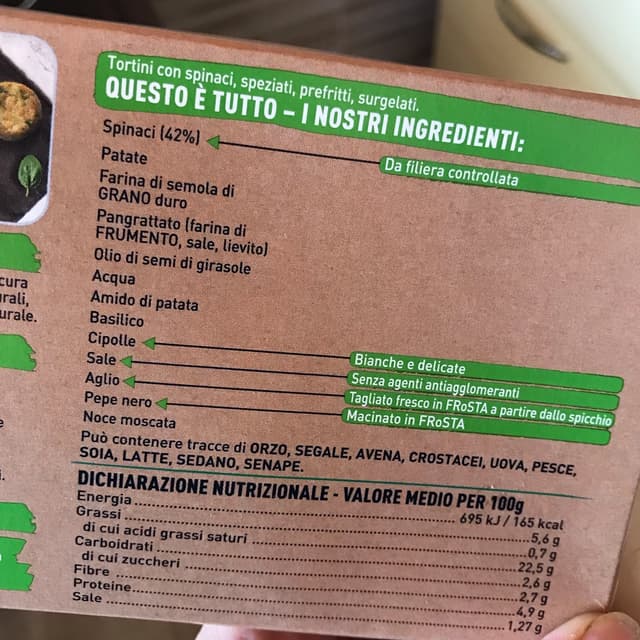 Tortini con spinaci, speziati, prefritti, surgelati.
QUESTO È TUTTO – I NOSTRI INGREDIENTI:
Spinaci (42%)
Da filiera controllata
Patate
Farina di semola di
GRANO duro
Pangrattato (farina di
FRUMENTO, sale, lievito)
Olio di semi di girasole
Acqua
Amido di patata
Basilico
Cipolle
Bianche e delicate
Sale
Senza agenti antiagglomeranti
Aglio
Tagliato fresco in FRoSTA a partire dallo spicchio
Pepe nero
Macinato in FRoSTA
Noce moscata
Può contenere tracce di ORZO, SEGALE, AVENA, CROSTACEI, UOVA, PESCE,
SOIA, LATTE, SEDANO, SENAPE.
DICHIARAZIONE NUTRIZIONALE - VALORE MEDIO PER 100g
Energia 695 kJ / 165 kcal
Grassi 5,6 g
di cui acidi grassi saturi 0,7 g
Carboidrati 22,5 g
di cui zuccheri 2,6 g
Fibre 2,7 g
Proteine 4,9 g
Sale 1,27 g